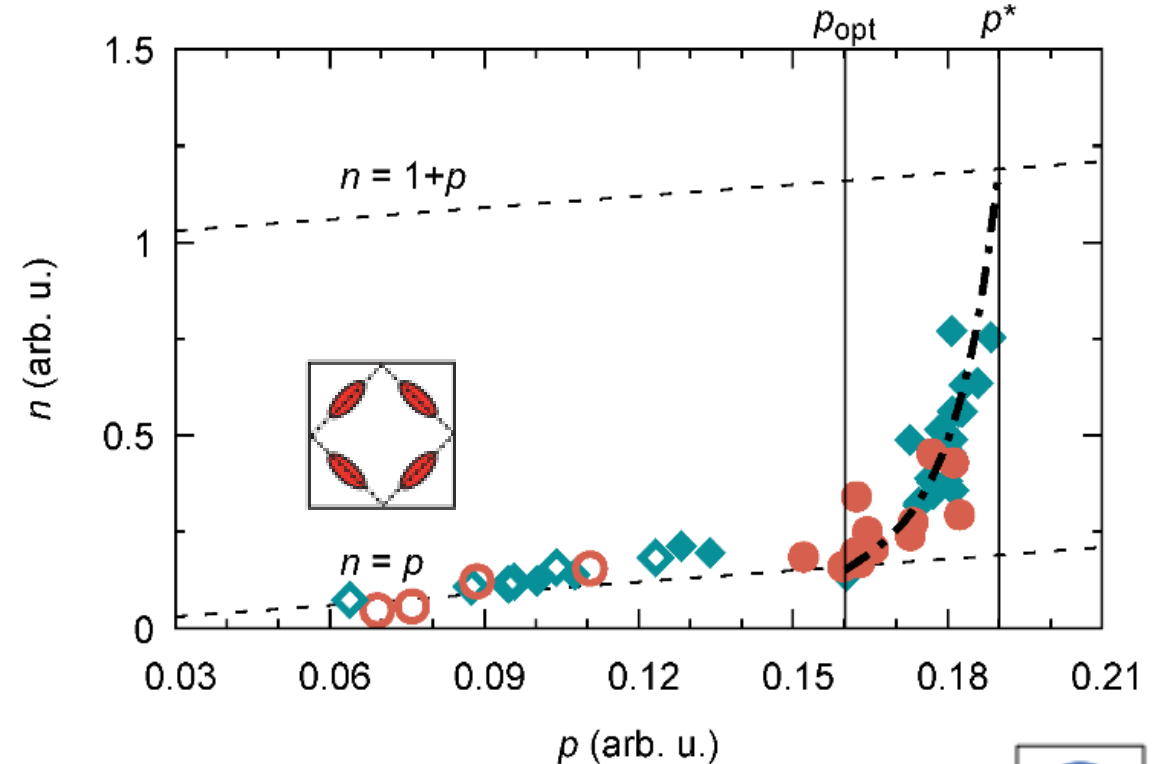 p_opt p*
1.5
n = 1+p
1
n (arb. u.)
0.5
n = p
0
0.03 0.06 0.09 0.12 0.15 0.18 0.21
p (arb. u.)